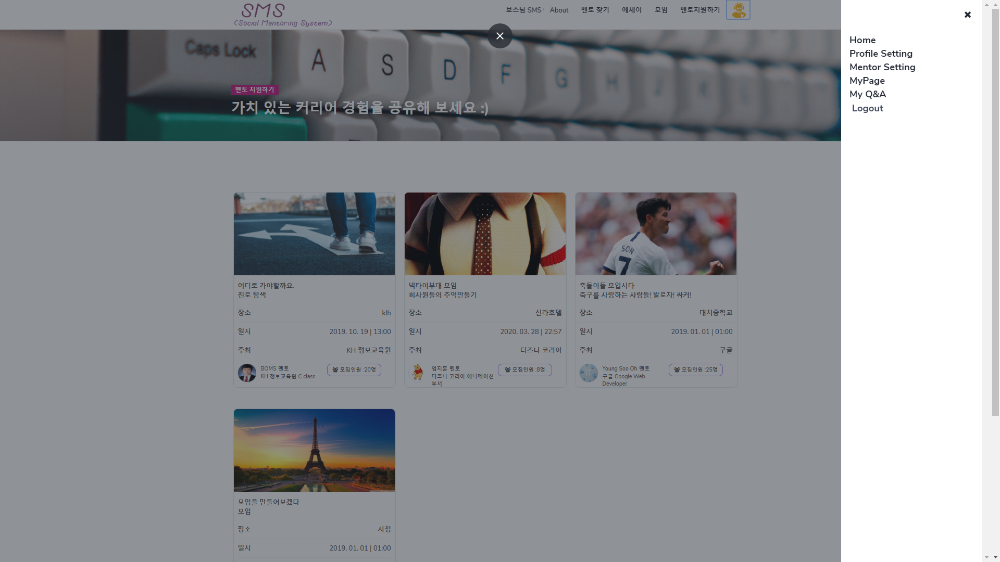 SMS
(Social Mentoring System)
보스님 SMS
About
멘토 찾기
에세이
모임
멘토지원하기
Home
Profile Setting
Mentor Setting
MyPage
My Q&A
Logout
Caps Lock
A
S
D
F
G
H
J
멘토 지원하기
가치 있는 커리어 경험을 공유해 보세요 :)
어디로 가야할까요.
진로 탐색
장소 klh
일시 2019. 10. 19 | 13:00
주최 KH 정보교육원
BOMS 멘토
KH 정보교육원 C class
모집인원 :20명
넥타이부대 모임
회사원들의 추억만들기
장소 신라호텔
일시 2020. 03. 28 | 22:57
주최 디즈니 코리아
엄지훈 멘토
디즈니 코리아 애니메이션
부서
모집인원 :8명
SON
7
축돌이들 모입시다
축구를 사랑하는 사람들! 발로차! 싸커!
장소 대치중학교
일시 2019. 01. 01 | 01:00
주최 구글
Young Soo Oh 멘토
구글 Google Web
Developer
모집인원 :25명
모임을 만들어보겠다
모임
장소 시청
일시 2019. 01. 01 | 01:00